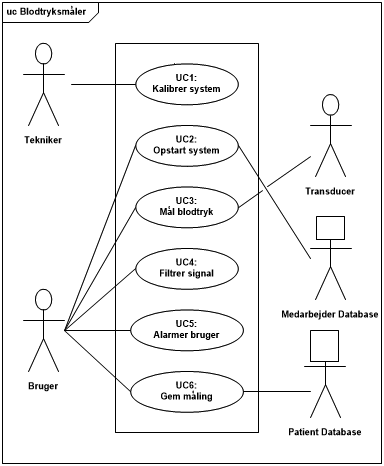 uc Blodtryksmåler
UC1:
Kalibrer system
Tekniker
UC2:
Opstart system
UC3:
Mål blodtryk
Transducer
UC4:
Filtrer signal
Medarbejder Database
UC5:
Alarmer bruger
Bruger
UC6:
Gem måling
Patient Database